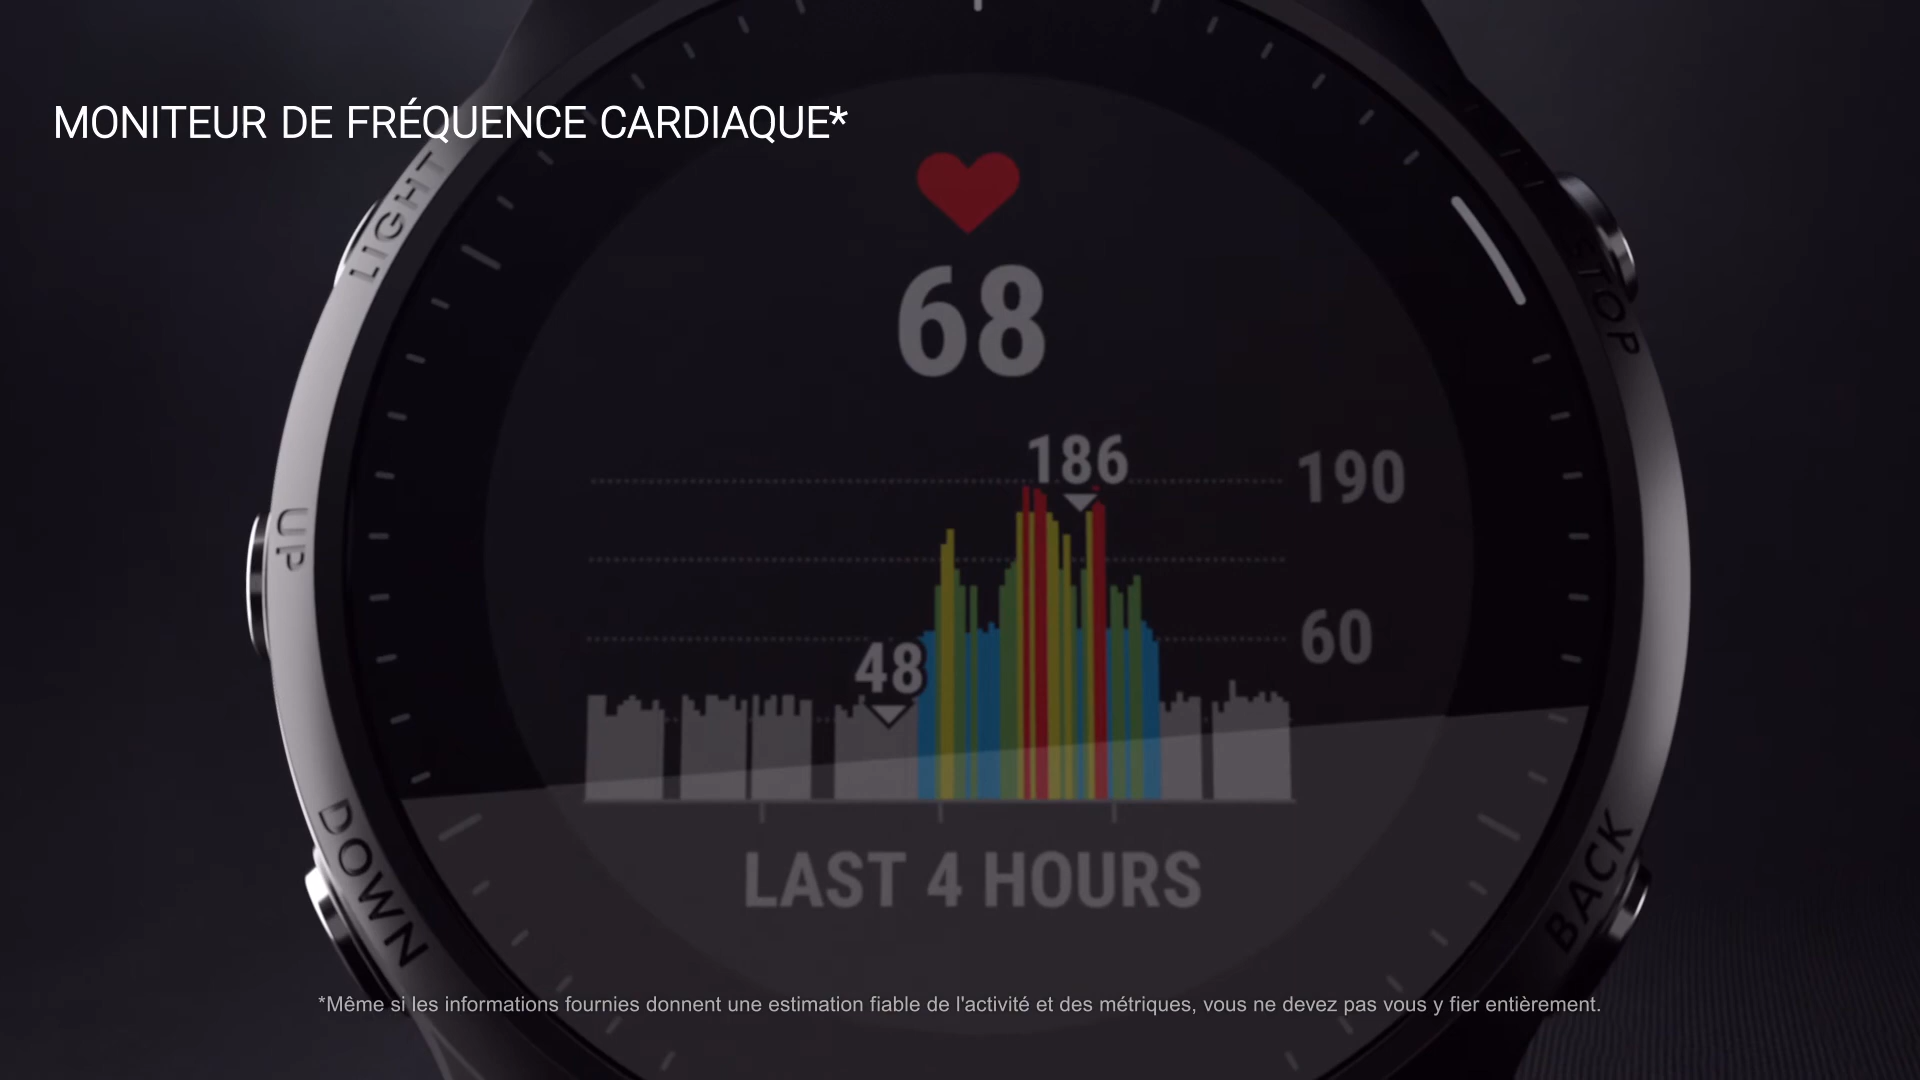 MONITEUR DE FRÉQUENCE CARDIAQUE*
LIGHT
STOP
68
186
190
UP
60
48
DOWN
BACK
LAST 4 HOURS
*Même si les informations fournies donnent une estimation fiable de l'activité et des métriques, vous ne devez pas vous y fier entièrement.